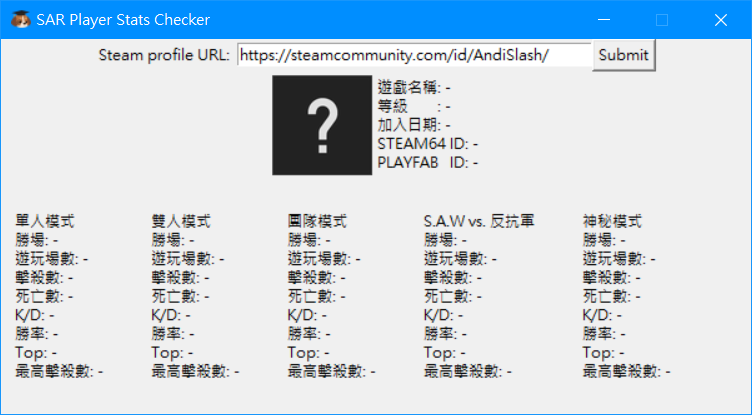 SAR Player Stats Checker
Steam profile URL: https://steamcommunity.com/id/AndiSlash/ Submit
?
遊戲名稱: -
等級 : -
加入日期: -
STEAM64 ID: -
PLAYFAB ID: -
單人模式
勝場: -
遊玩場數: -
擊殺數: -
死亡數: -
K/D: -
勝率: -
Top: -
最高擊殺數: -
雙人模式
勝場: -
遊玩場數: -
擊殺數: -
死亡數: -
K/D: -
勝率: -
Top: -
最高擊殺數: -
團隊模式
勝場: -
遊玩場數: -
擊殺數: -
死亡數: -
K/D: -
勝率: -
Top: -
最高擊殺數: -
S.A.W vs. 反抗軍
勝場: -
遊玩場數: -
擊殺數: -
死亡數: -
K/D: -
勝率: -
Top: -
最高擊殺數: -
神秘模式
勝場: -
遊玩場數: -
擊殺數: -
死亡數: -
K/D: -
勝率: -
Top: -
最高擊殺數: -